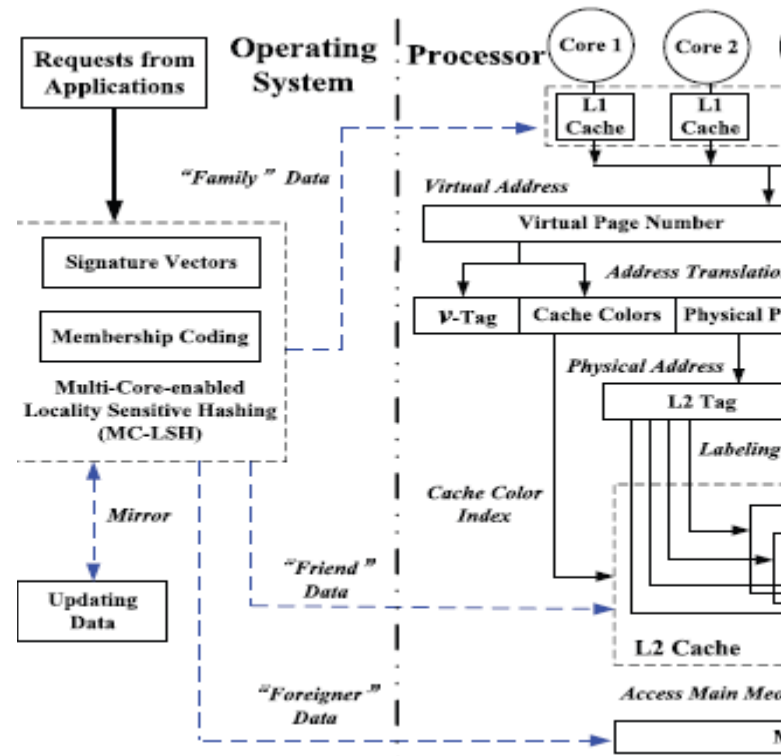 Requests from
Applications
Operating
System
Processor
Core 1
Core 2
L1
Cache
L1
Cache
"Family" Data
Virtual Address
Virtual Page Number
Signature Vectors
Address Translation
Membership Coding
V-Tag
Cache Colors
Physical P
Multi-Core-enabled
Locality Sensitive Hashing
(MC-LSH)
Physical Address
L2 Tag
Labeling
Cache Color
Index
Mirror
"Friend"
Data
Updating
Data
L2 Cache
"Foreigner"
Data
Access Main Me